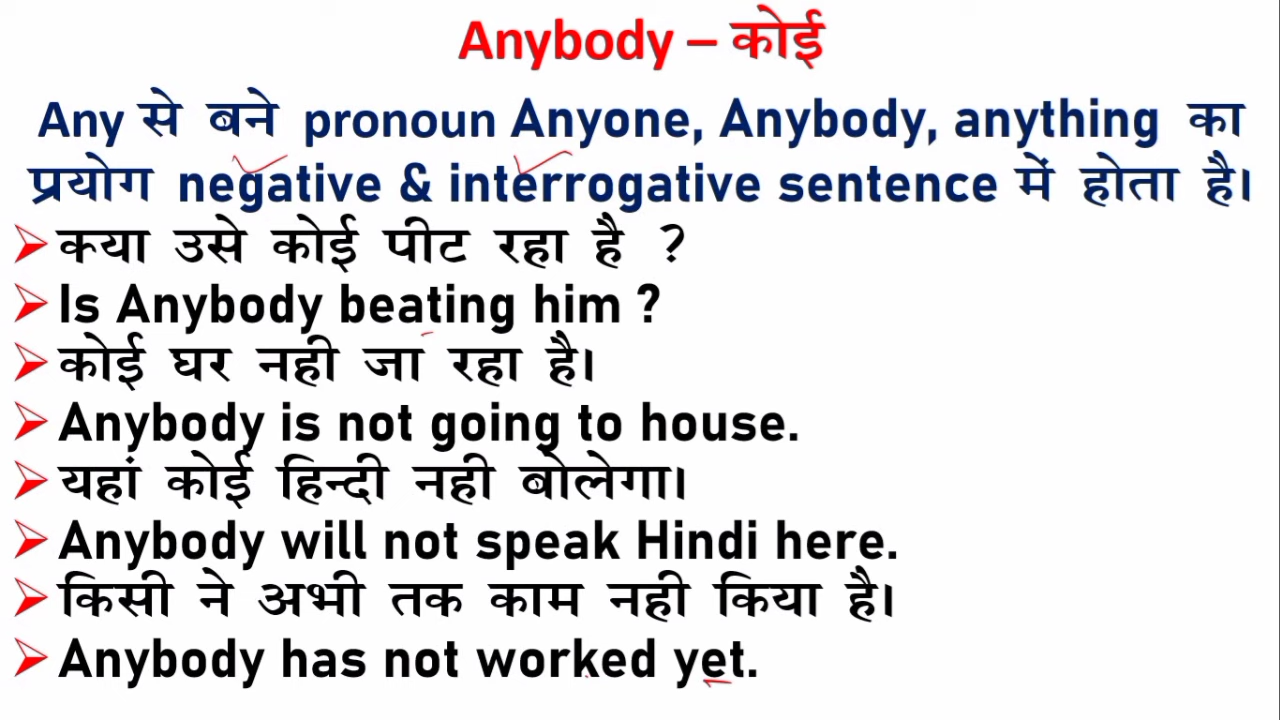 Anybody – कोई
Any से बने pronoun Anyone, Anybody, anything का
प्रयोग negative & interrogative sentence में होता है।
क्या उसे कोई पीट रहा है ?
Is Anybody beating him ?
कोई घर नही जा रहा है।
Anybody is not going to house.
यहां कोई हिन्दी नही बोलेगा।
Anybody will not speak Hindi here.
किसी ने अभी तक काम नही किया है।
Anybody has not worked yet.